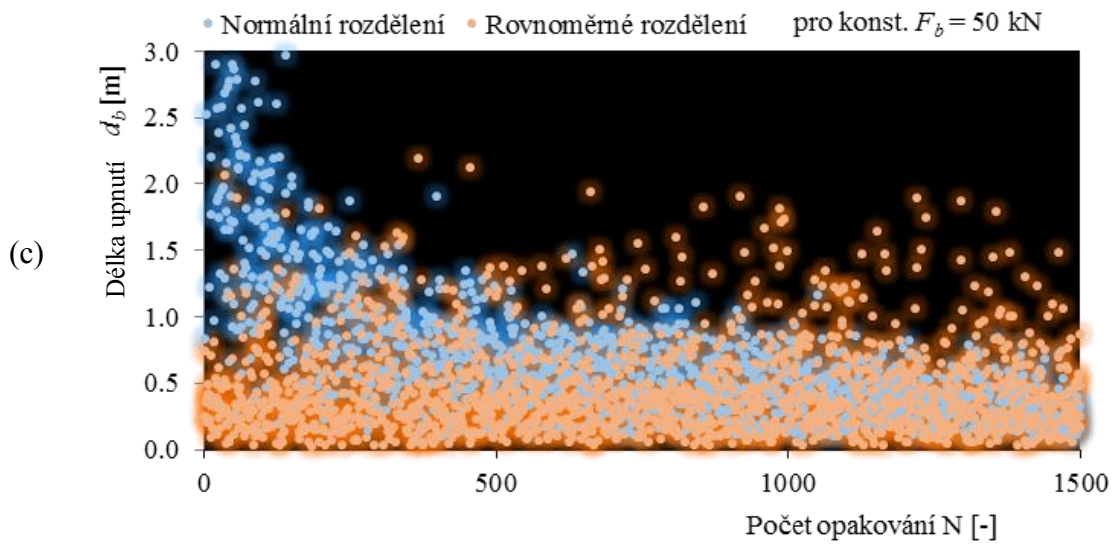 Normální rozdělení Rovnoměrné rozdělení pro konst. F_b = 50 kN
(c)
Délka upnutí d_b [m]
3.0
2.5
2.0
1.5
1.0
0.5
0.0
0 500 1000 1500
Počet opakování N [-]